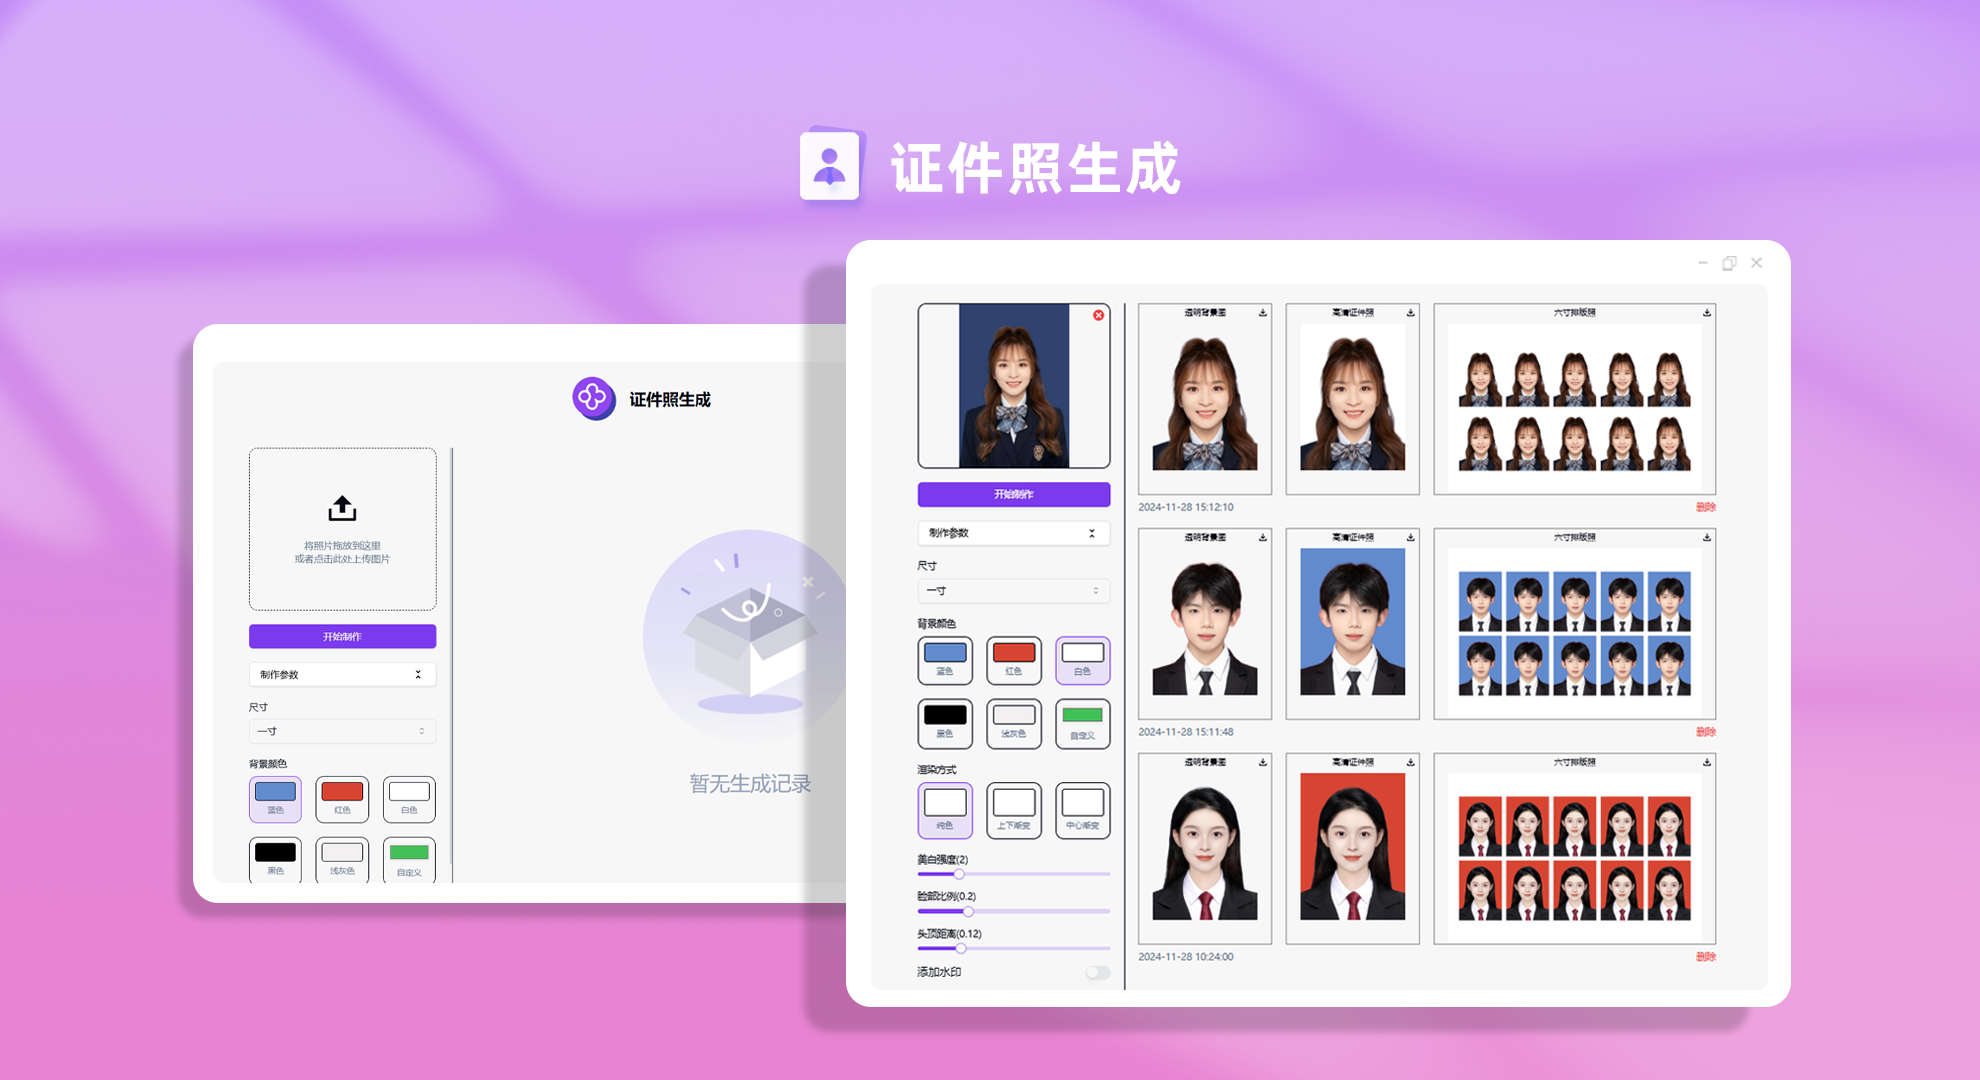 证件照生成
证件照生成
将照片拖放到这里
或者点击此处上传图片
开始制作
制作参数
尺寸
一寸
背景颜色
蓝色
红色
白色
黑色
浅灰色
自定义
暂无生成记录
开始制作
制作参数
尺寸
一寸
背景颜色
蓝色
红色
白色
黑色
浅灰色
自定义
渲染方式
纯色
上下渐变
中心渐变
美白强度(2)
脸部比例(0.2)
头顶距离(0.12)
添加水印
透明背景图
高清证件照
六寸排版照
2024-11-28 15:12:10
删除
透明背景图
高清证件照
六寸排版照
2024-11-28 15:11:48
删除
透明背景图
高清证件照
六寸排版照
2024-11-28 10:24:00
删除